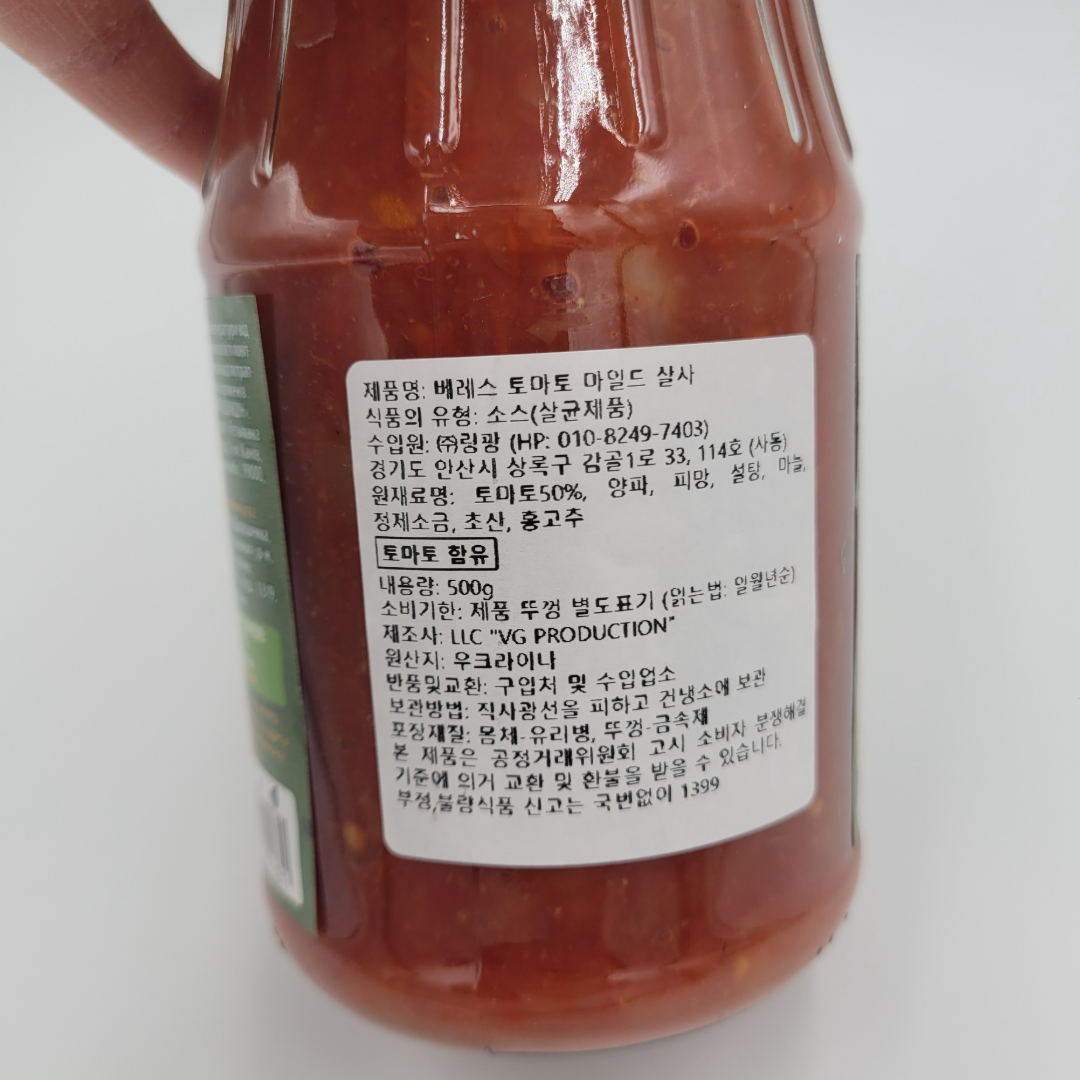 제품명: 베레스 토마토 마일드 살사
식품의 유형: 소스(살균제품)
수입원: ㈜링광 (HP: 010-8249-7403)
경기도 안산시 상록구 감골1로 33, 114호 (사동)
원재료명: 토마토50%, 양파, 피망, 설탕, 마늘,
정제소금, 초산, 홍고추
토마토 함유
내용량: 500g
소비기한: 제품 뚜껑 별도표기 (읽는법: 일월년순)
제조사: LLC "VG PRODUCTION"
원산지: 우크라이나
반품및교환: 구입처 및 수입업소
보관방법: 직사광선을 피하고 건냉소에 보관
포장재질: 몸체-유리병, 뚜껑-금속제
본 제품은 공정거래위원회 고시 소비자 분쟁해결
기준에 의거 교환 및 환불을 받을 수 있습니다.
부정,불량식품 신고는 국번없이 1399